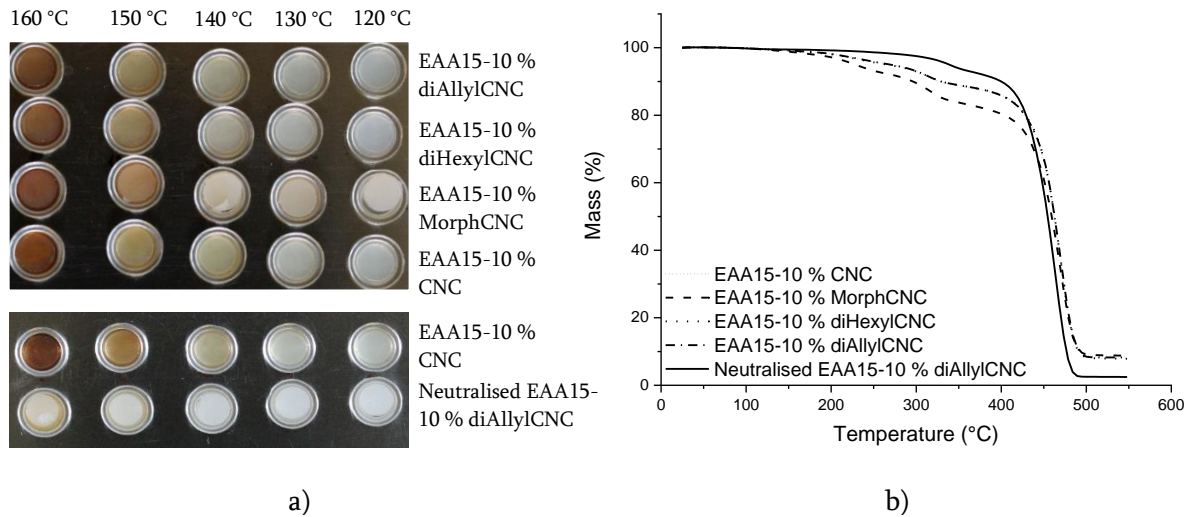 160 °C 150 °C 140 °C 130 °C 120 °C
EAA15-10 %
diAllylCNC
EAA15-10 %
diHexylCNC
EAA15-10 %
MorphCNC
EAA15-10 %
CNC
EAA15-10 %
CNC
Neutralised EAA15-
10 % diAllylCNC
a)
100
80
60
40
20
0
Mass (%)
EAA15-10 % CNC
EAA15-10 % MorphCNC
EAA15-10 % diHexylCNC
EAA15-10 % diAllylCNC
Neutralised EAA15-10 % diAllylCNC
0 100 200 300 400 500 600
Temperature (°C)
b)